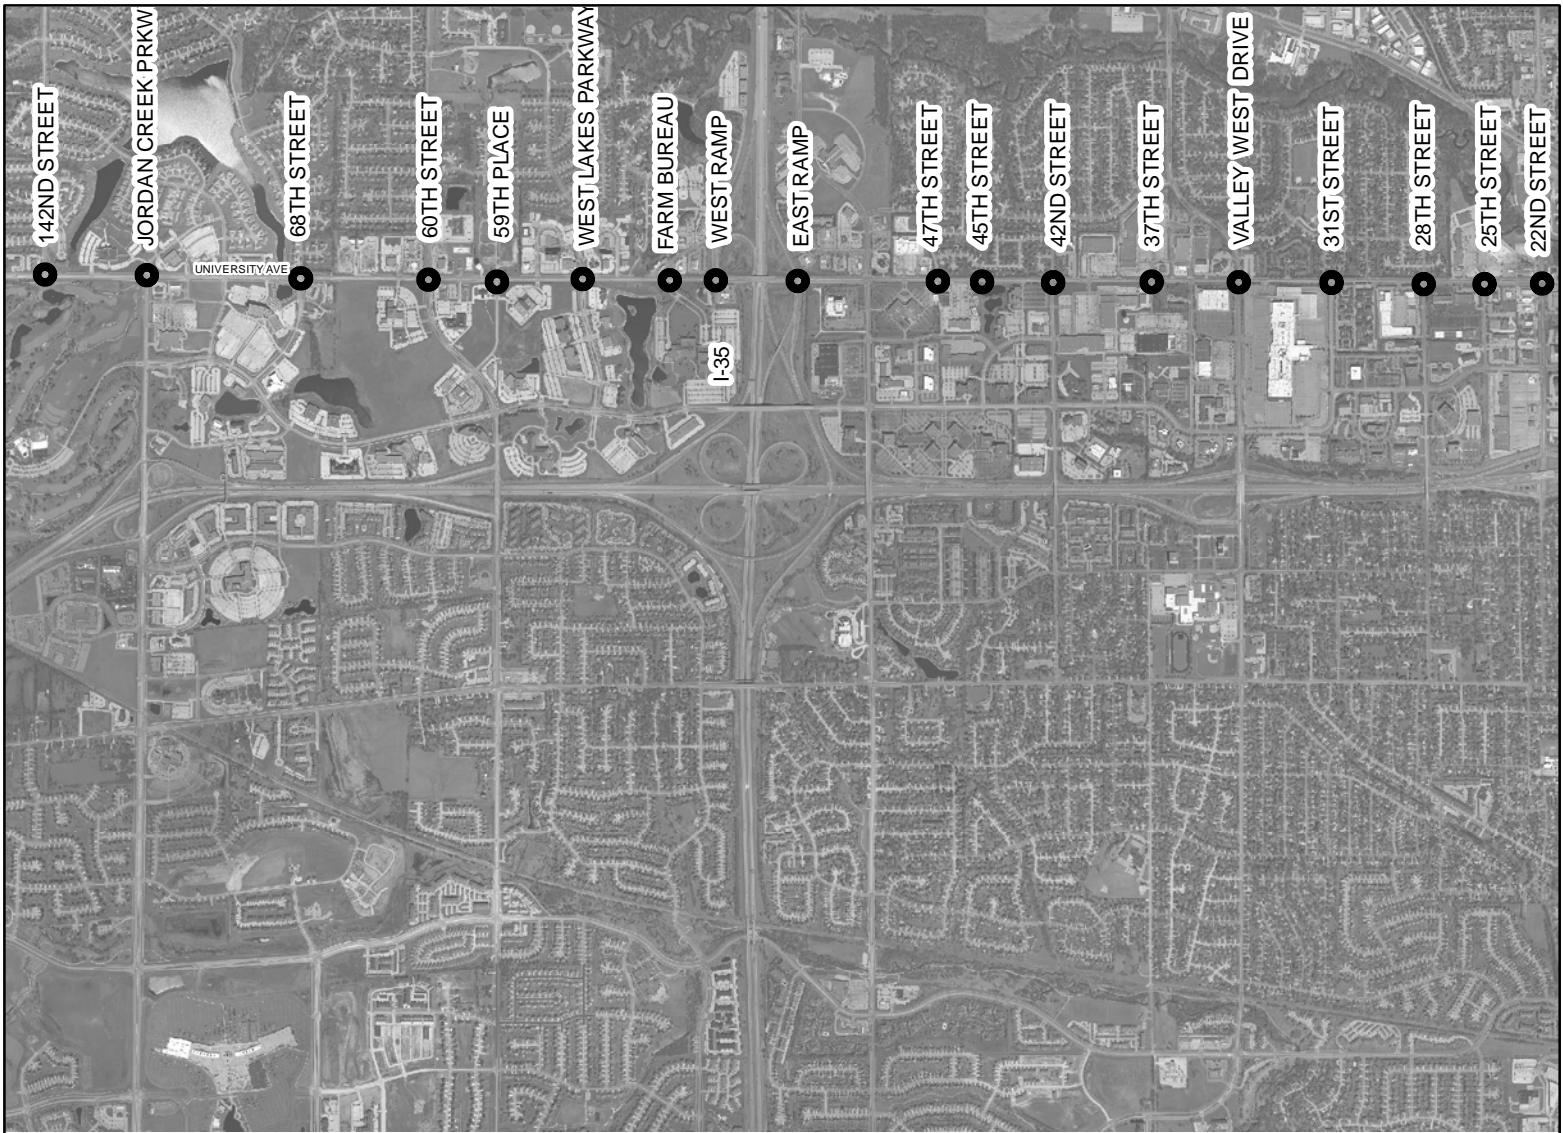 142ND STREET
JORDAN CREEK PRKW
68TH STREET
60TH STREET
59TH PLACE
WEST LAKES PARKWAY
FARM BUREAU
WEST RAMP
EAST RAMP
47TH STREET
45TH STREET
42ND STREET
37TH STREET
VALLEY WEST DRIVE
31ST STREET
28TH STREET
25TH STREET
22ND STREET
UNIVERSITY AVE
I-35